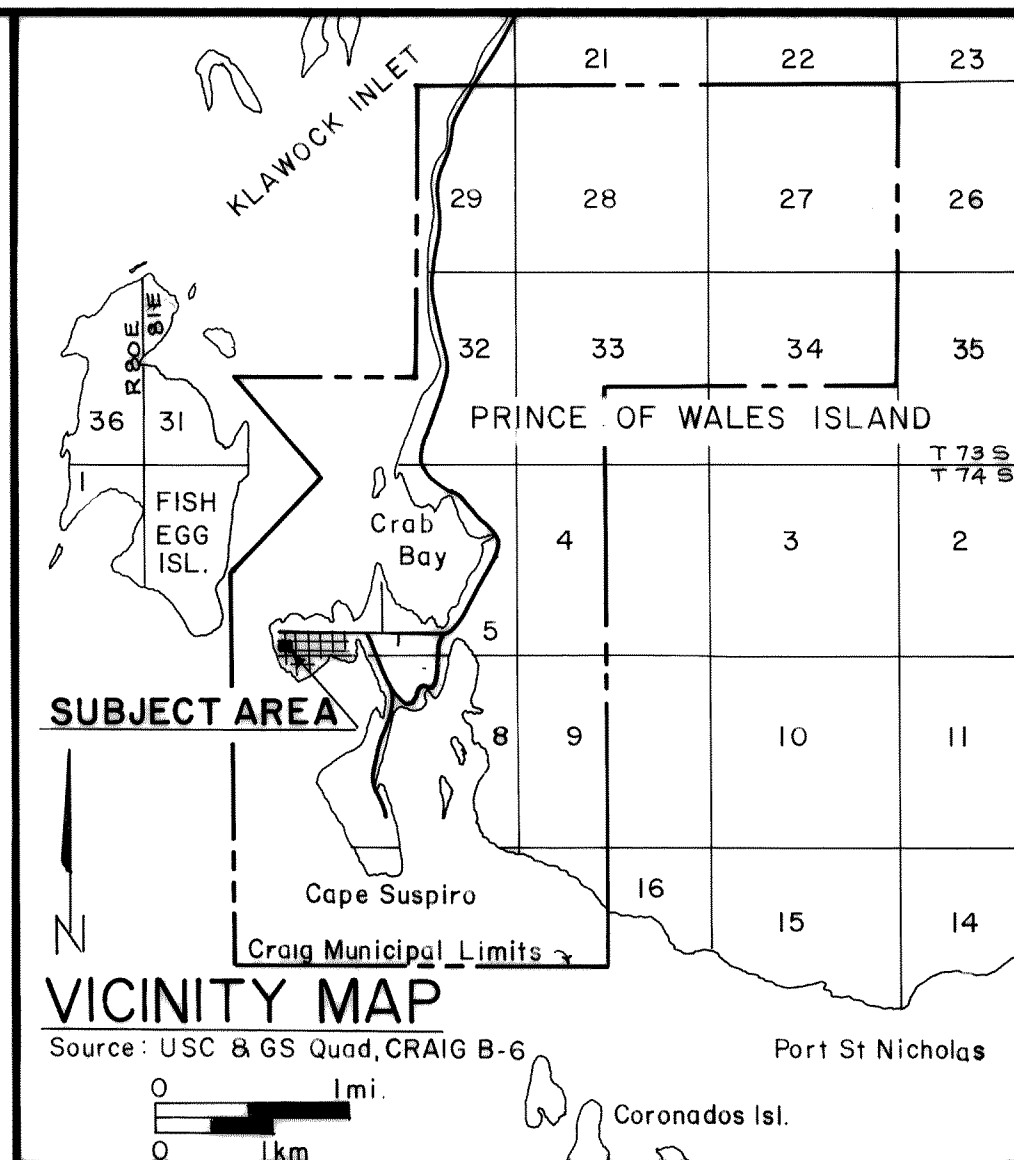 21 22 23
KLAWOCK INLET
29 28 27 26
R80E
81E
32 33 34 35
36 31
PRINCE OF WALES ISLAND
T 73 S
T 74 S
1
FISH
EGG
ISL.
Crab
Bay
4 3 2
5
SUBJECT AREA
8 9 10 11
N
16
15 14
Cape Suspiro
Craig Municipal Limits
VICINITY MAP
Source: USC & GS Quad, CRAIG B-6
Port St Nicholas
0 1mi.
0 1km
Coronados Isl.